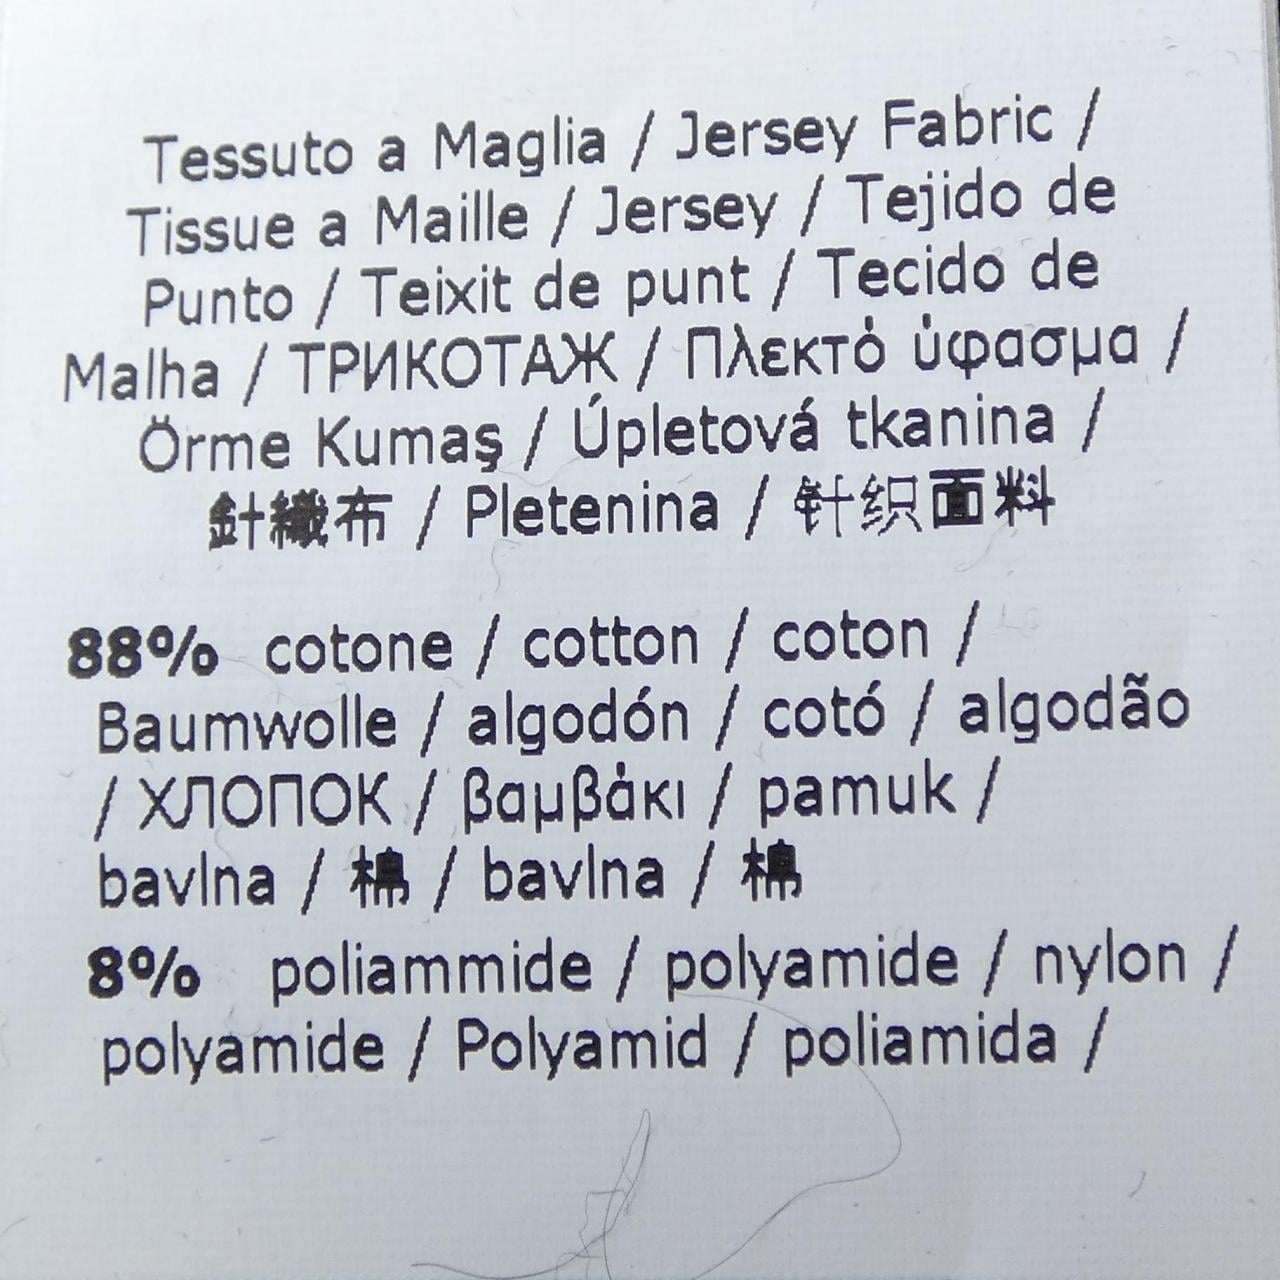 Tessuto a Maglia / Jersey Fabric /
Tissue a Maille / Jersey / Tejido de
Punto / Teixit de punt / Tecido de
Malha / ТРИКОТАЖ / Πλεκτό ύφασμα /
Örme Kumaş / Úpletová tkanina /
針織布 / Pletenina / 针织面料
88% cotone / cotton / coton /
Baumwolle / algodón / cotó / algodão
/ ХЛОПОК / βαμβάκι / pamuk /
bavlna / 棉 / bavlna / 棉
8% poliammide / polyamide / nylon /
polyamide / Polyamid / poliamida /